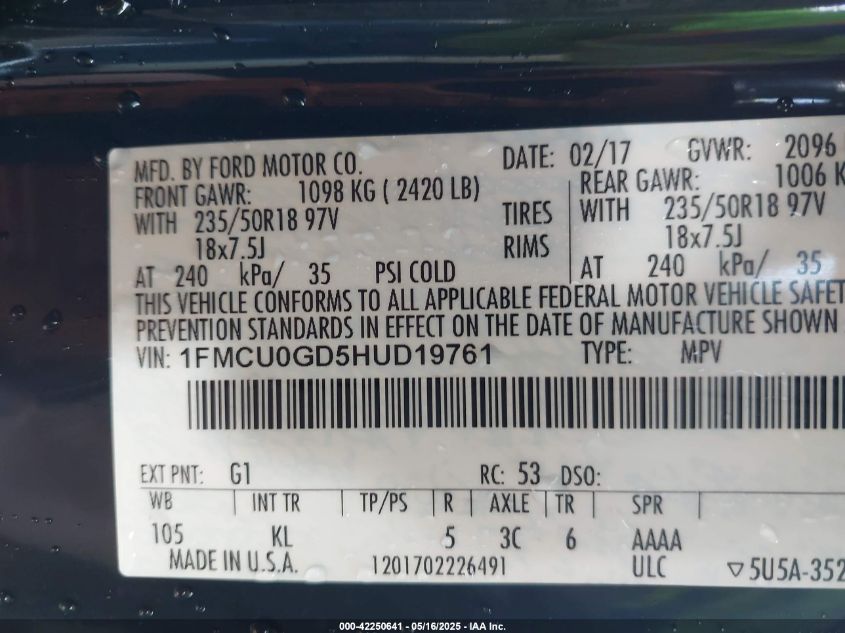 MFD. BY FORD MOTOR CO. DATE: 02/17 GVWR: 2096
FRONT GAWR: 1098 KG ( 2420 LB) REAR GAWR: 1006 K
WITH 235/50R18 97V TIRES WITH 235/50R18 97V
18x7.5J RIMS 18x7.5J
AT 240 kPa/ 35 PSI COLD AT 240 kPa/ 35
THIS VEHICLE CONFORMS TO ALL APPLICABLE FEDERAL MOTOR VEHICLE SAFET
PREVENTION STANDARDS IN EFFECT ON THE DATE OF MANUFACTURE SHOWN
VIN: 1FMCU0GD5HUD19761 TYPE: MPV
EXT PNT: G1 RC: 53 DSO:
WB INT TR TP/PS R AXLE TR SPR
105 KL 5 3C 6 AAAA
MADE IN U.S.A. 1201702226491 ULC ▽5U5A-352
000-42250641 - 05/16/2025 - IAA Inc.